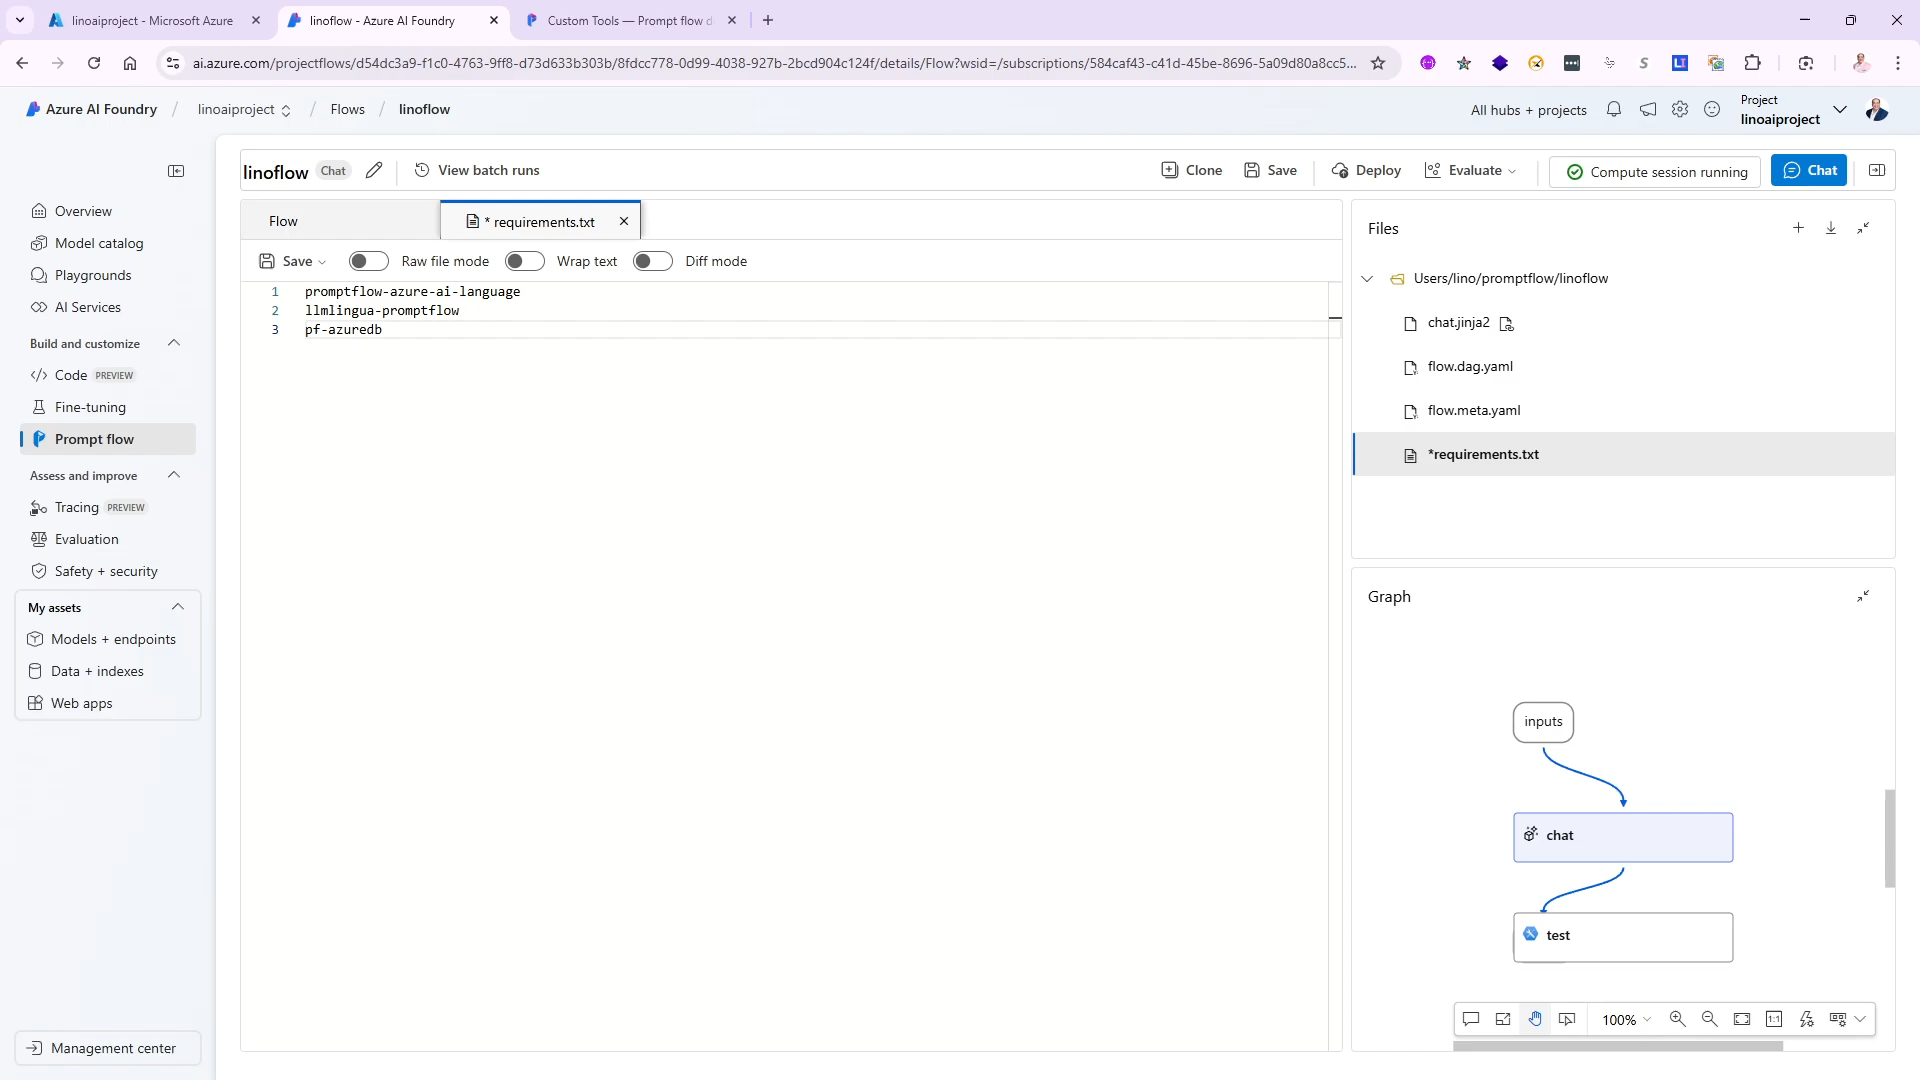 linoaiproject - Microsoft Azure
linoflow - Azure AI Foundry
Custom Tools — Prompt flow d
ai.azure.com/projectflows/d54dc3a9-f1c0-4763-9ff8-d73d633b303b/8fdcc778-0d99-4038-927b-2bcd904c124f/details/Flow?wsid=/subscriptions/584caf43-c41d-45be-8696-5a09d80a8cc5...
Azure AI Foundry / linoaiproject / Flows / linoflow
All hubs + projects
Project
linoaiproject
linoflow Chat
View batch runs
Clone
Save
Deploy
Evaluate
Compute session running
Chat
Overview
Model catalog
Playgrounds
AI Services
Build and customize
Code PREVIEW
Fine-tuning
Prompt flow
Assess and improve
Tracing PREVIEW
Evaluation
Safety + security
My assets
Models + endpoints
Data + indexes
Web apps
Management center
Flow
* requirements.txt
Save
Raw file mode
Wrap text
Diff mode
1 promptflow-azure-ai-language
2 llmlingua-promptflow
3 pf-azuredb
Files
Users/lino/promptflow/linoflow
chat.jinja2
flow.dag.yaml
flow.meta.yaml
*requirements.txt
Graph
inputs
chat
test
100%
1:1